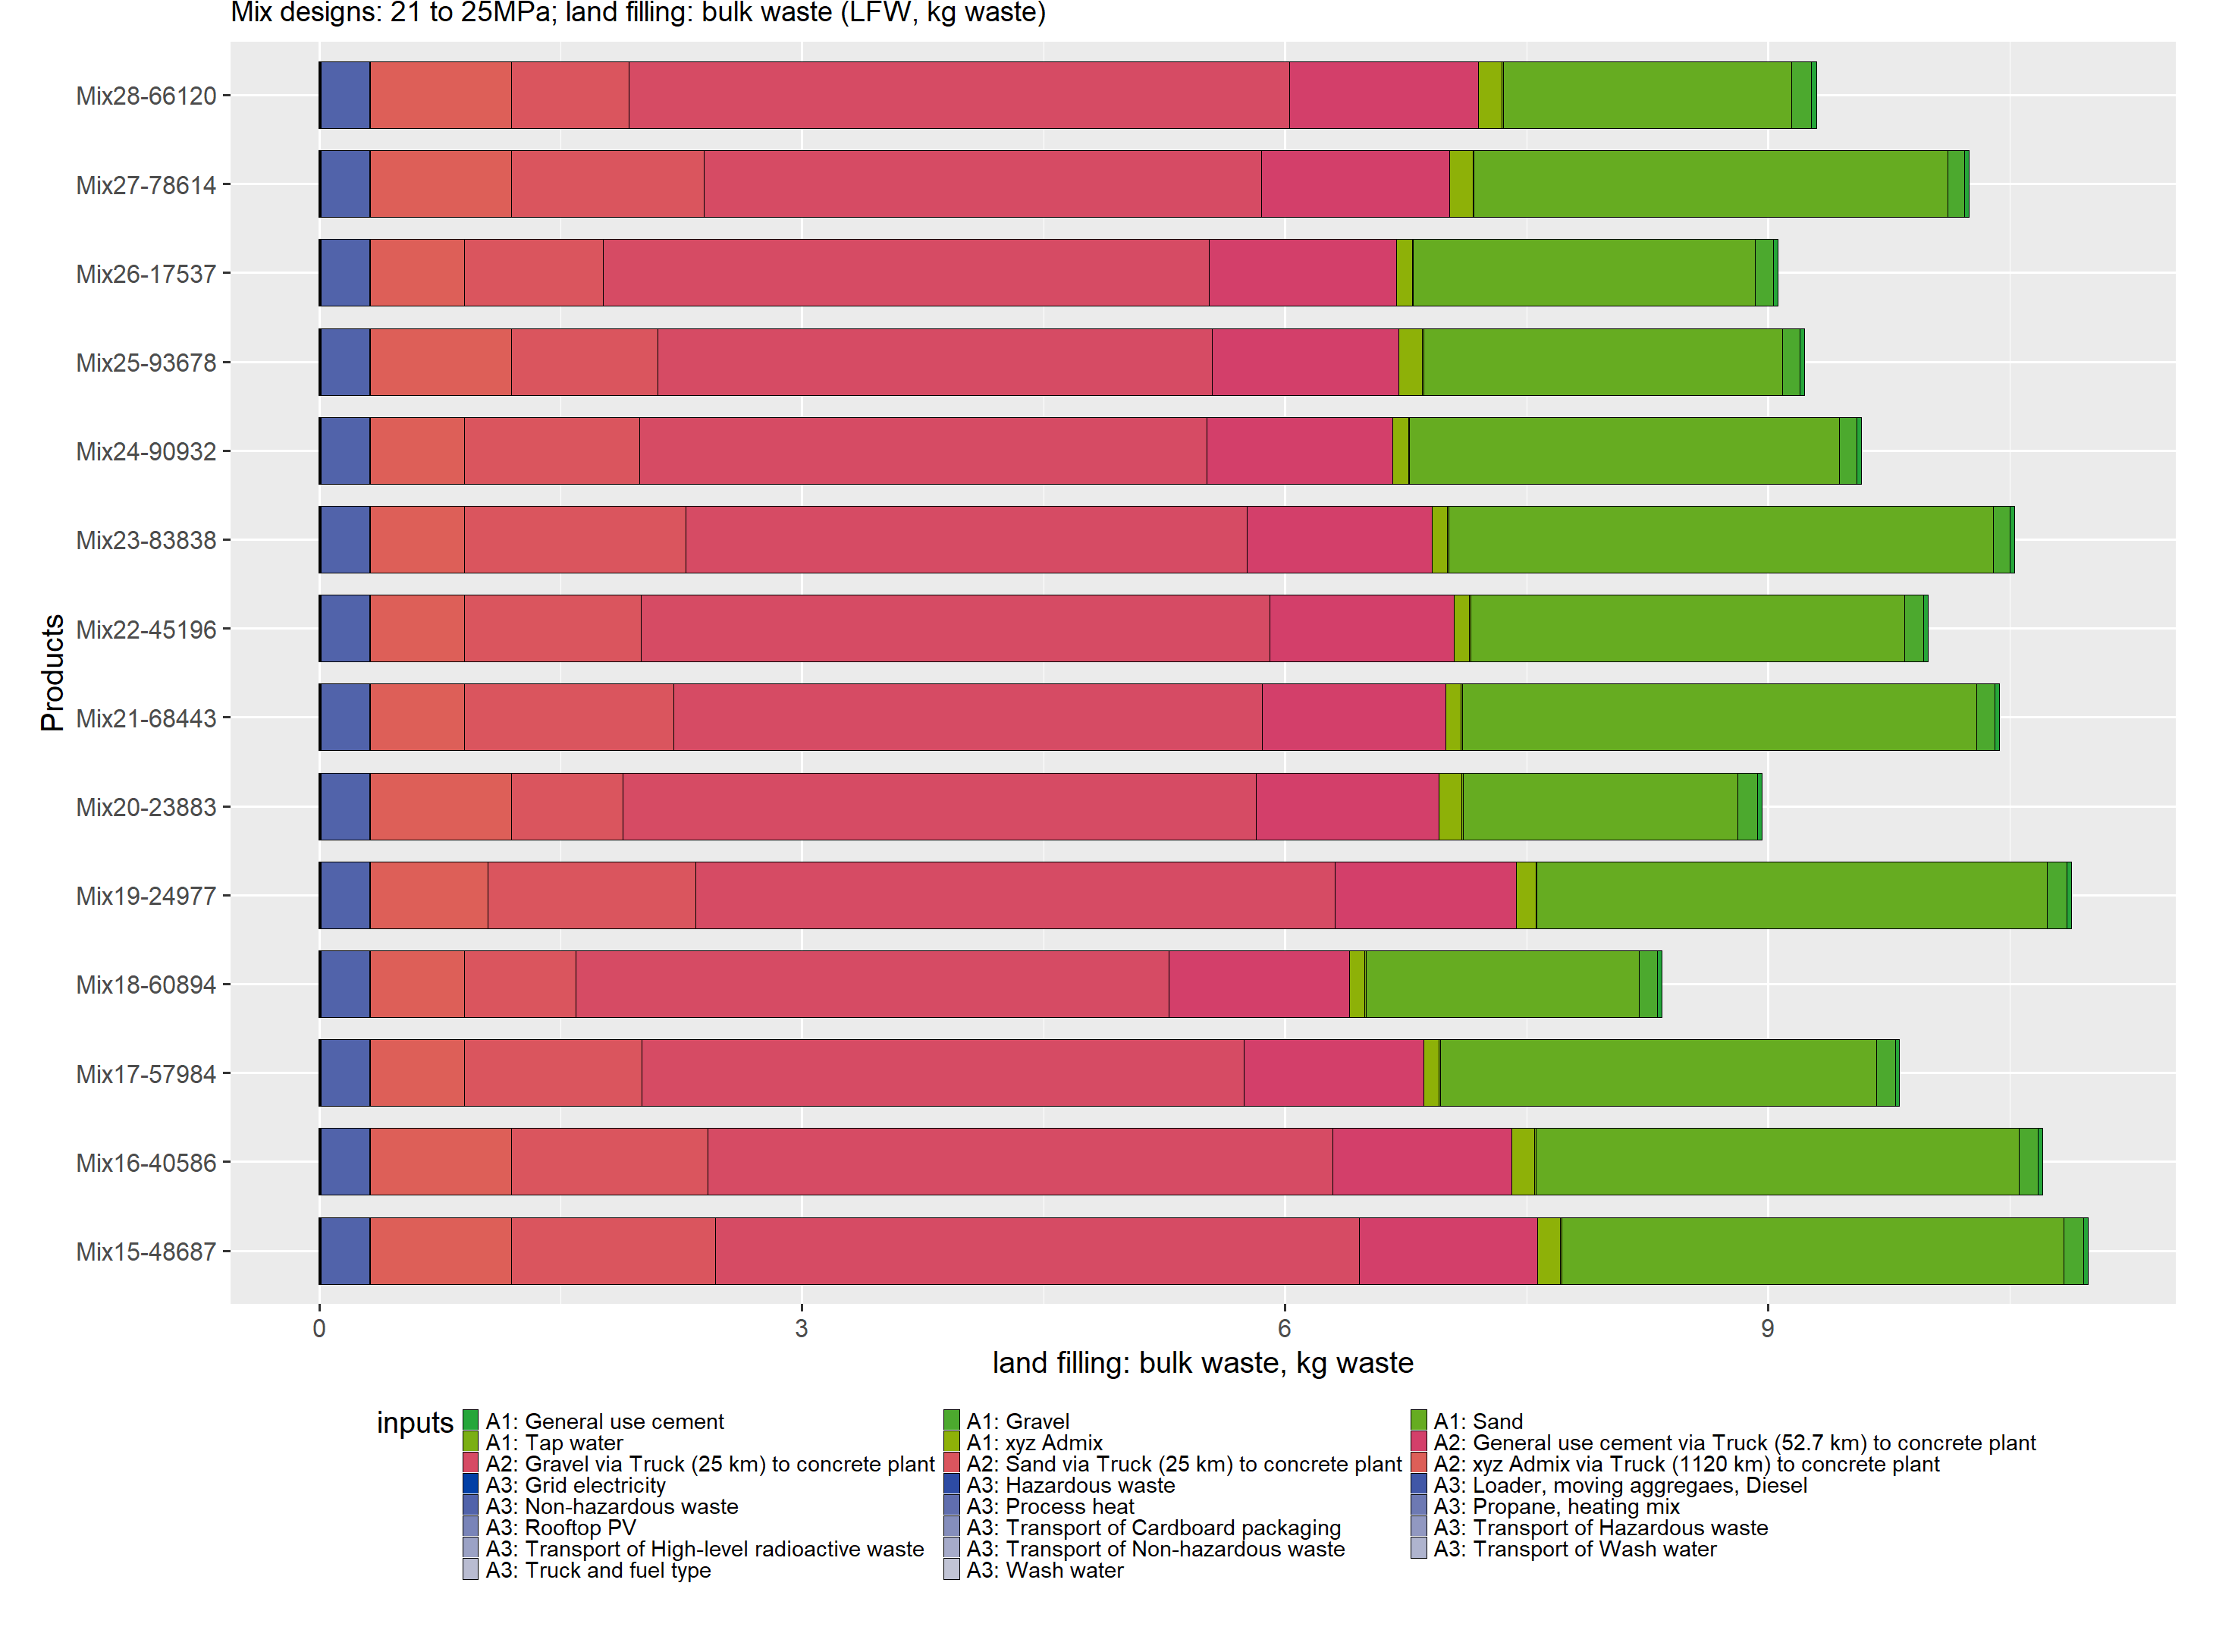 Mix designs: 21 to 25MPa; land filling: bulk waste (LFW, kg waste)
Products
Mix28-66120
Mix27-78614
Mix26-17537
Mix25-93678
Mix24-90932
Mix23-83838
Mix22-45196
Mix21-68443
Mix20-23883
Mix19-24977
Mix18-60894
Mix17-57984
Mix16-40586
Mix15-48687
0 3 6 9
land filling: bulk waste, kg waste
inputs
A1: General use cement A1: Gravel A1: Sand
A1: Tap water A1: xyz Admix A2: General use cement via Truck (52.7 km) to concrete plant
A2: Gravel via Truck (25 km) to concrete plant A2: Sand via Truck (25 km) to concrete plant A2: xyz Admix via Truck (1120 km) to concrete plant
A3: Grid electricity A3: Hazardous waste A3: Loader, moving aggregaes, Diesel
A3: Non-hazardous waste A3: Process heat A3: Propane, heating mix
A3: Rooftop PV A3: Transport of Cardboard packaging A3: Transport of Hazardous waste
A3: Transport of High-level radioactive waste A3: Transport of Non-hazardous waste A3: Transport of Wash water
A3: Truck and fuel type A3: Wash water